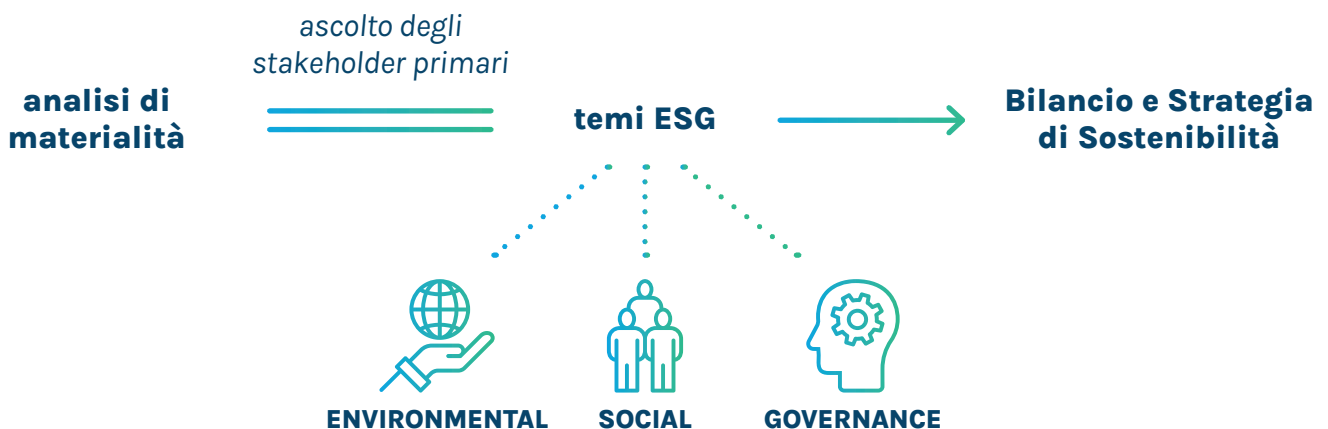 ascolto degli
stakeholder primari
analisi di
materialità
temi ESG
Bilancio e Strategia
di Sostenibilità
ENVIRONMENTAL
SOCIAL
GOVERNANCE